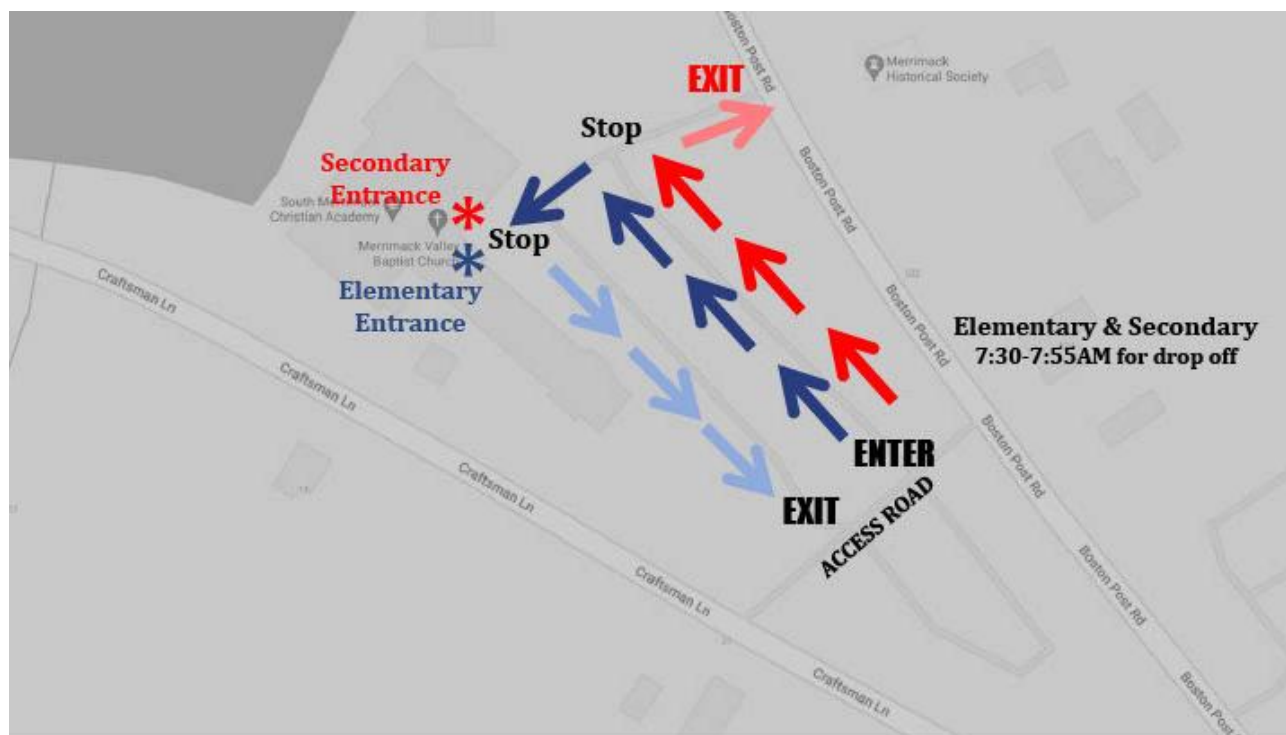 Boston Post Rd
Merrimack
Historical Society
EXIT
Stop
Secondary
Entrance
South Merrimack
Christian Academy
Merrimack Valley
Baptist Church
Stop
Elementary
Entrance
Boston Post Rd
Craftsman Ln
Boston Post Rd
Elementary & Secondary
7:30-7:55AM for drop off
Craftsman Ln
ENTER
EXIT
ACCESS ROAD
Boston Post Rd
Craftsman Ln
Boston Post Rd
Craftsman Ln
Craftsman Ln
Boston Post